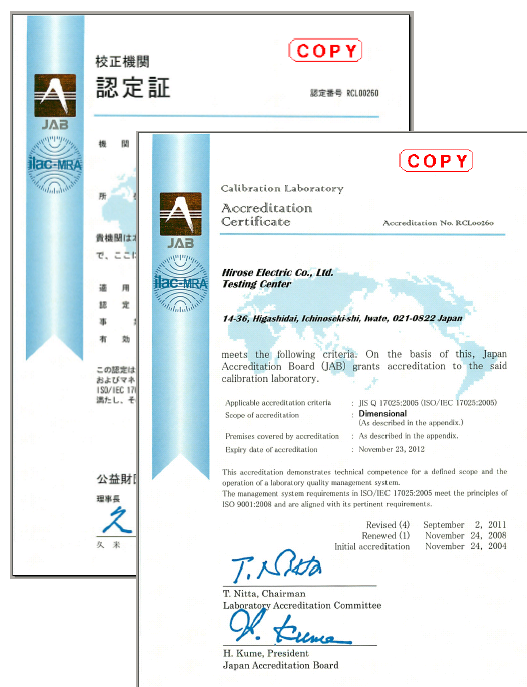 COPY
校正機関
認定証
認定番号 RCL00260
JAB
ilac-MRA
機 関
所
貴機関は
で、ここに
適 用
認 定
事
有 効
この認定は
およびマネ
ISO/IEC 170
満たし、そ
公益財団
理事長
久
久 米
COPY
Calibration Laboratory
Accreditation
Certificate
Accreditation No. RCL00260
JAB
ilac-MRA
Hirose Electric Co., Ltd.
Testing Center
14-36, Higashidai, Ichinoseki-shi, Iwate, 021-0822 Japan
meets the following criteria. On the basis of this, Japan
Accreditation Board (JAB) grants accreditation to the said
calibration laboratory.
Applicable accreditation criteria : JIS Q 17025:2005 (ISO/IEC 17025:2005)
Scope of accreditation : Dimensional
(As described in the appendix.)
Premises covered by accreditation : As described in the appendix.
Expiry date of accreditation : November 23, 2012
This accreditation demonstrates technical competence for a defined scope and the
operation of a laboratory quality management system.
The management system requirements in ISO/IEC 17025:2005 meet the principles of
ISO 9001:2008 and are aligned with its pertinent requirements.
Revised (4) September 2, 2011
Renewed (1) November 24, 2008
Initial accreditation November 24, 2004
T. Nitta
T. Nitta, Chairman
Laboratory Accreditation Committee
H. Kume
H. Kume, President
Japan Accreditation Board